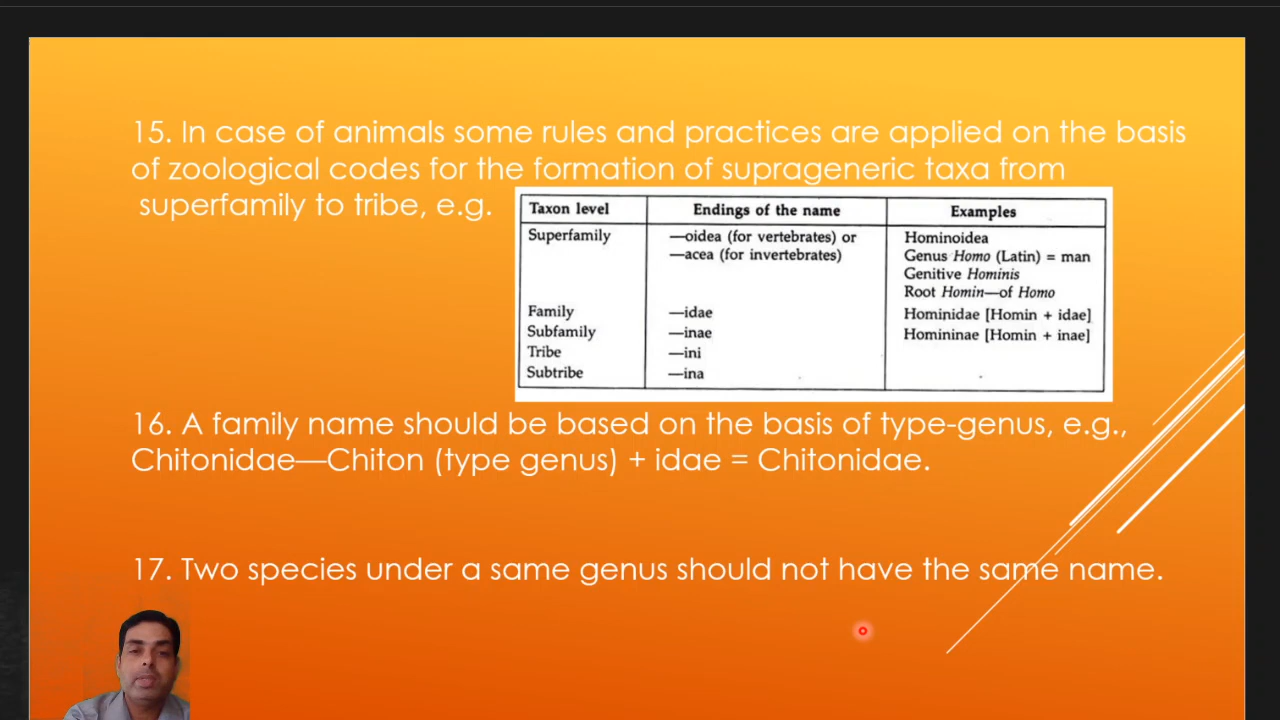 15. In case of animals some rules and practices are applied on the basis
of zoological codes for the formation of suprageneric taxa from
superfamily to tribe, e.g.
Taxon level Endings of the name Examples
Superfamily —oidea (for vertebrates) or Hominoidea
—acea (for invertebrates) Genus Homo (Latin) = man
Genitive Hominis
Root Homin—of Homo
Family —idae Hominidae [Homin + idae]
Subfamily —inae Homininae [Homin + inae]
Tribe —ini
Subtribe —ina
16. A family name should be based on the basis of type-genus, e.g.,
Chitonidae—Chiton (type genus) + idae = Chitonidae.
17. Two species under a same genus should not have the same name.